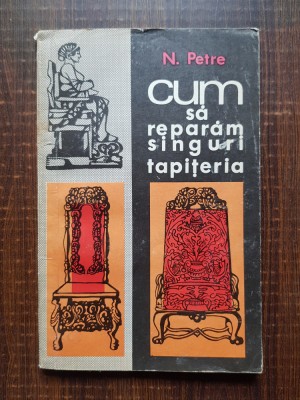 N. Petre
cum
să
reparăm
singuri
tapițeria